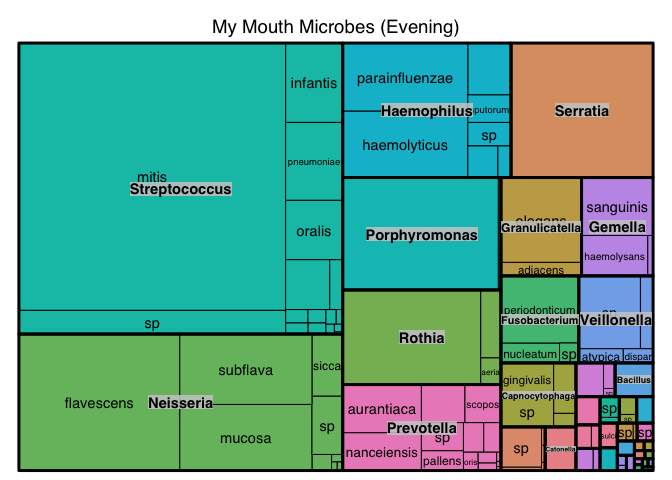 My Mouth Microbes (Evening)
mitis
Streptococcus
infantis
pneumoniae
oralis
sp
parainfluenzae
Haemophilus
putorum
haemolyticus
sp
Serratia
Porphyromonas
elegans
Granulicatella
adiacens
sanguinis
Gemella
haemolysans
Rothia
aeria
periodonticum
Fusobacterium
nucleatum
sp
sp
Veillonella
atypica
dispar
flavescens
Neisseria
subflava
mucosa
sicca
sp
aurantiaca
scopos
Prevotella
sp
nanceiensis
pallens
oris
gingivalis
Capnocytophaga
sp
sp
Catonella
Bacillus
sp
sp
sulci
sp
sp